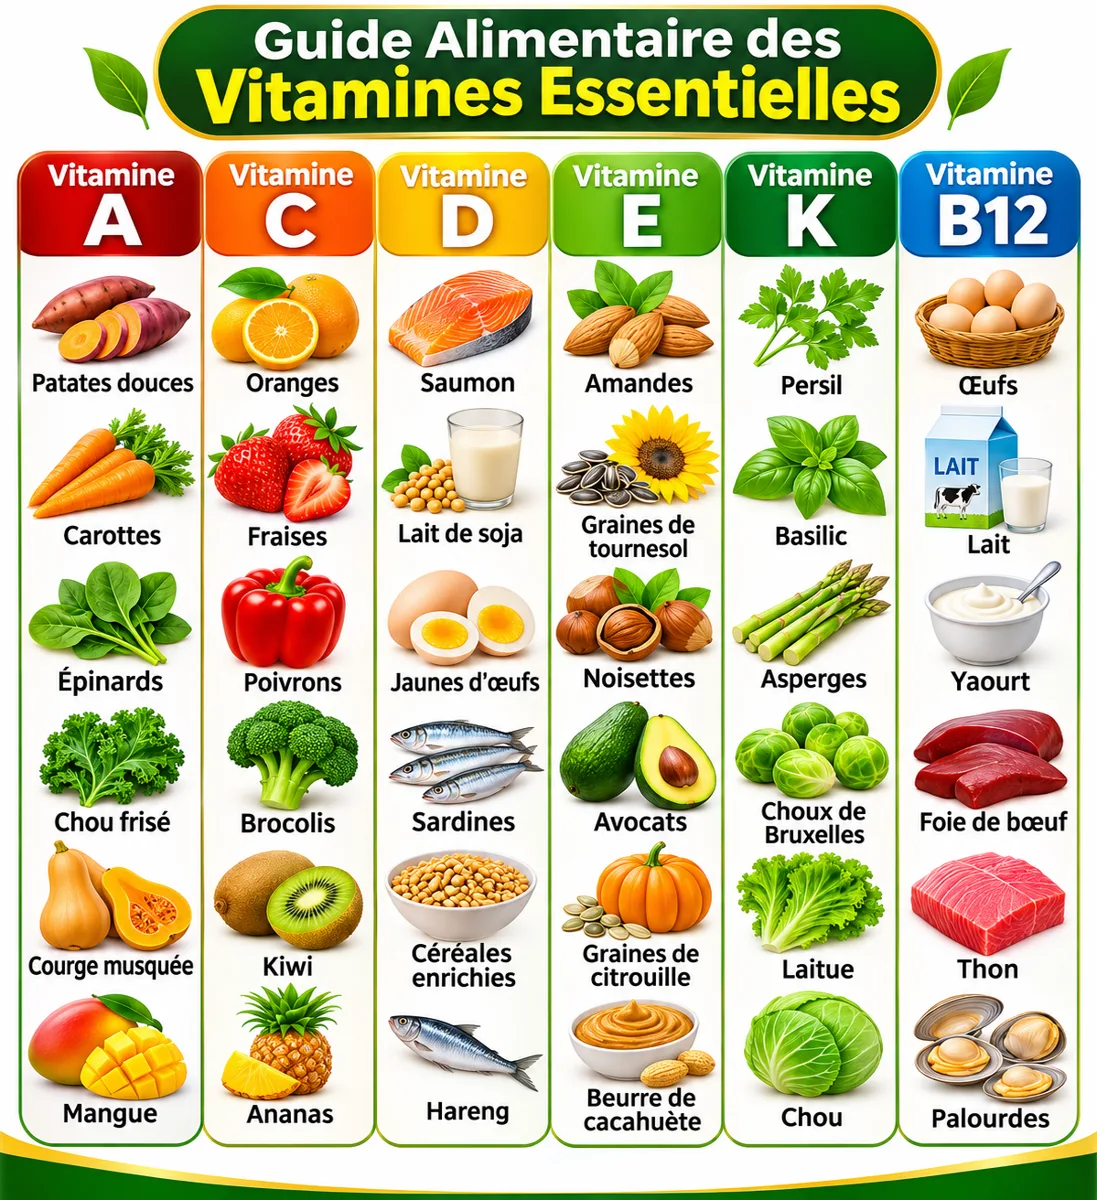 Guide Alimentaire des
Vitamines Essentielles
Vitamine
A
Patates douces
Carottes
Épinards
Chou frisé
Courge musquée
Mangue
Vitamine
C
Oranges
Fraises
Poivrons
Brocolis
Kiwi
Ananas
Vitamine
D
Saumon
Lait de soja
Jaunes d'œufs
Sardines
Céréales
enrichies
Hareng
Vitamine
E
Amandes
Graines de
tournesol
Noisettes
Avocats
Graines de
citrouille
Beurre de
cacahuète
Vitamine
K
Persil
Basilic
Asperges
Choux de
Bruxelles
Laitue
Chou
Vitamine
B12
Œufs
LAIT
Lait
Yaourt
Foie de bœuf
Thon
Palourdes